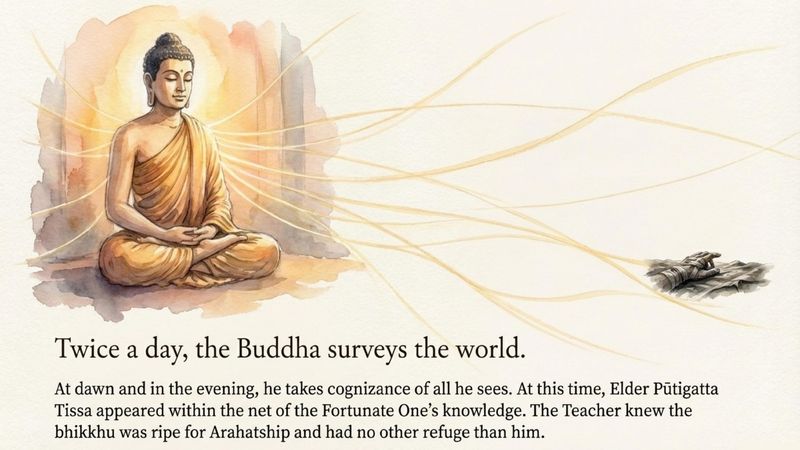 Twice a day, the Buddha surveys the world.
At dawn and in the evening, he takes cognizance of all he sees. At this time, Elder Pūtigatta
Tissa appeared within the net of the Fortunate One’s knowledge. The Teacher knew the
bhikkhu was ripe for Arahatship and had no other refuge than him.